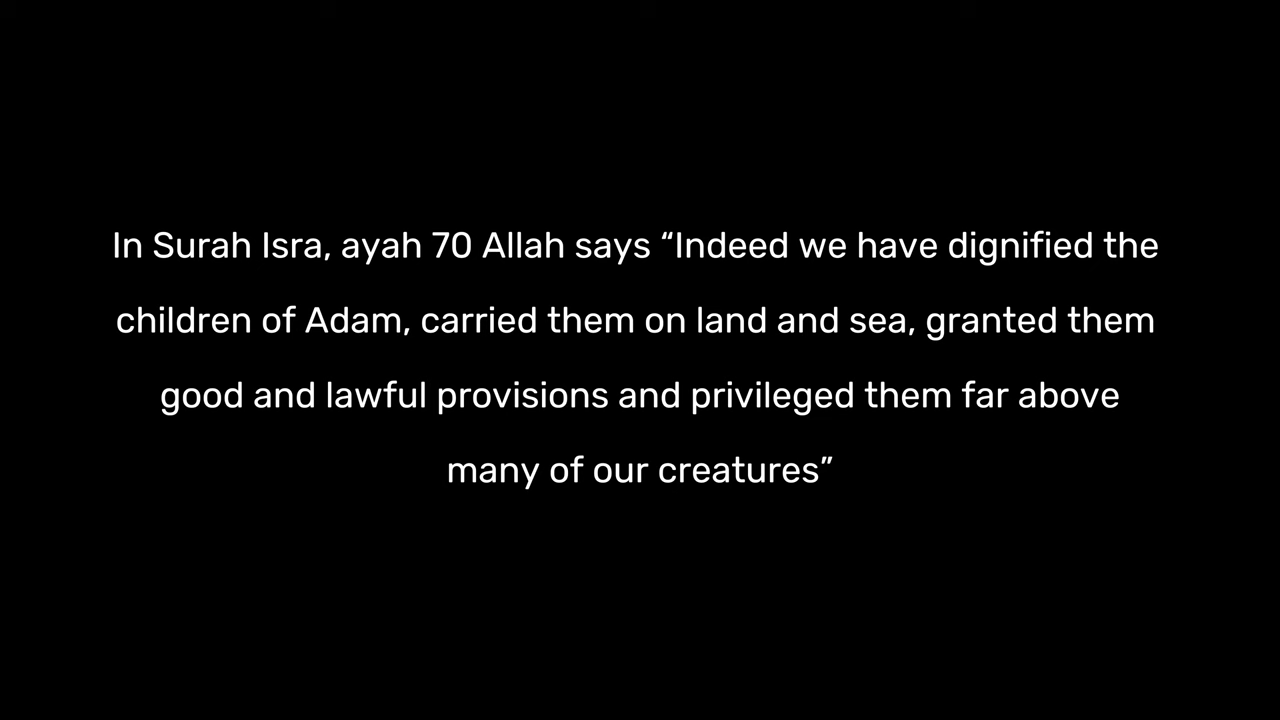 In Surah Isra, ayah 70 Allah says “Indeed we have dignified the
children of Adam, carried them on land and sea, granted them
good and lawful provisions and privileged them far above
many of our creatures”